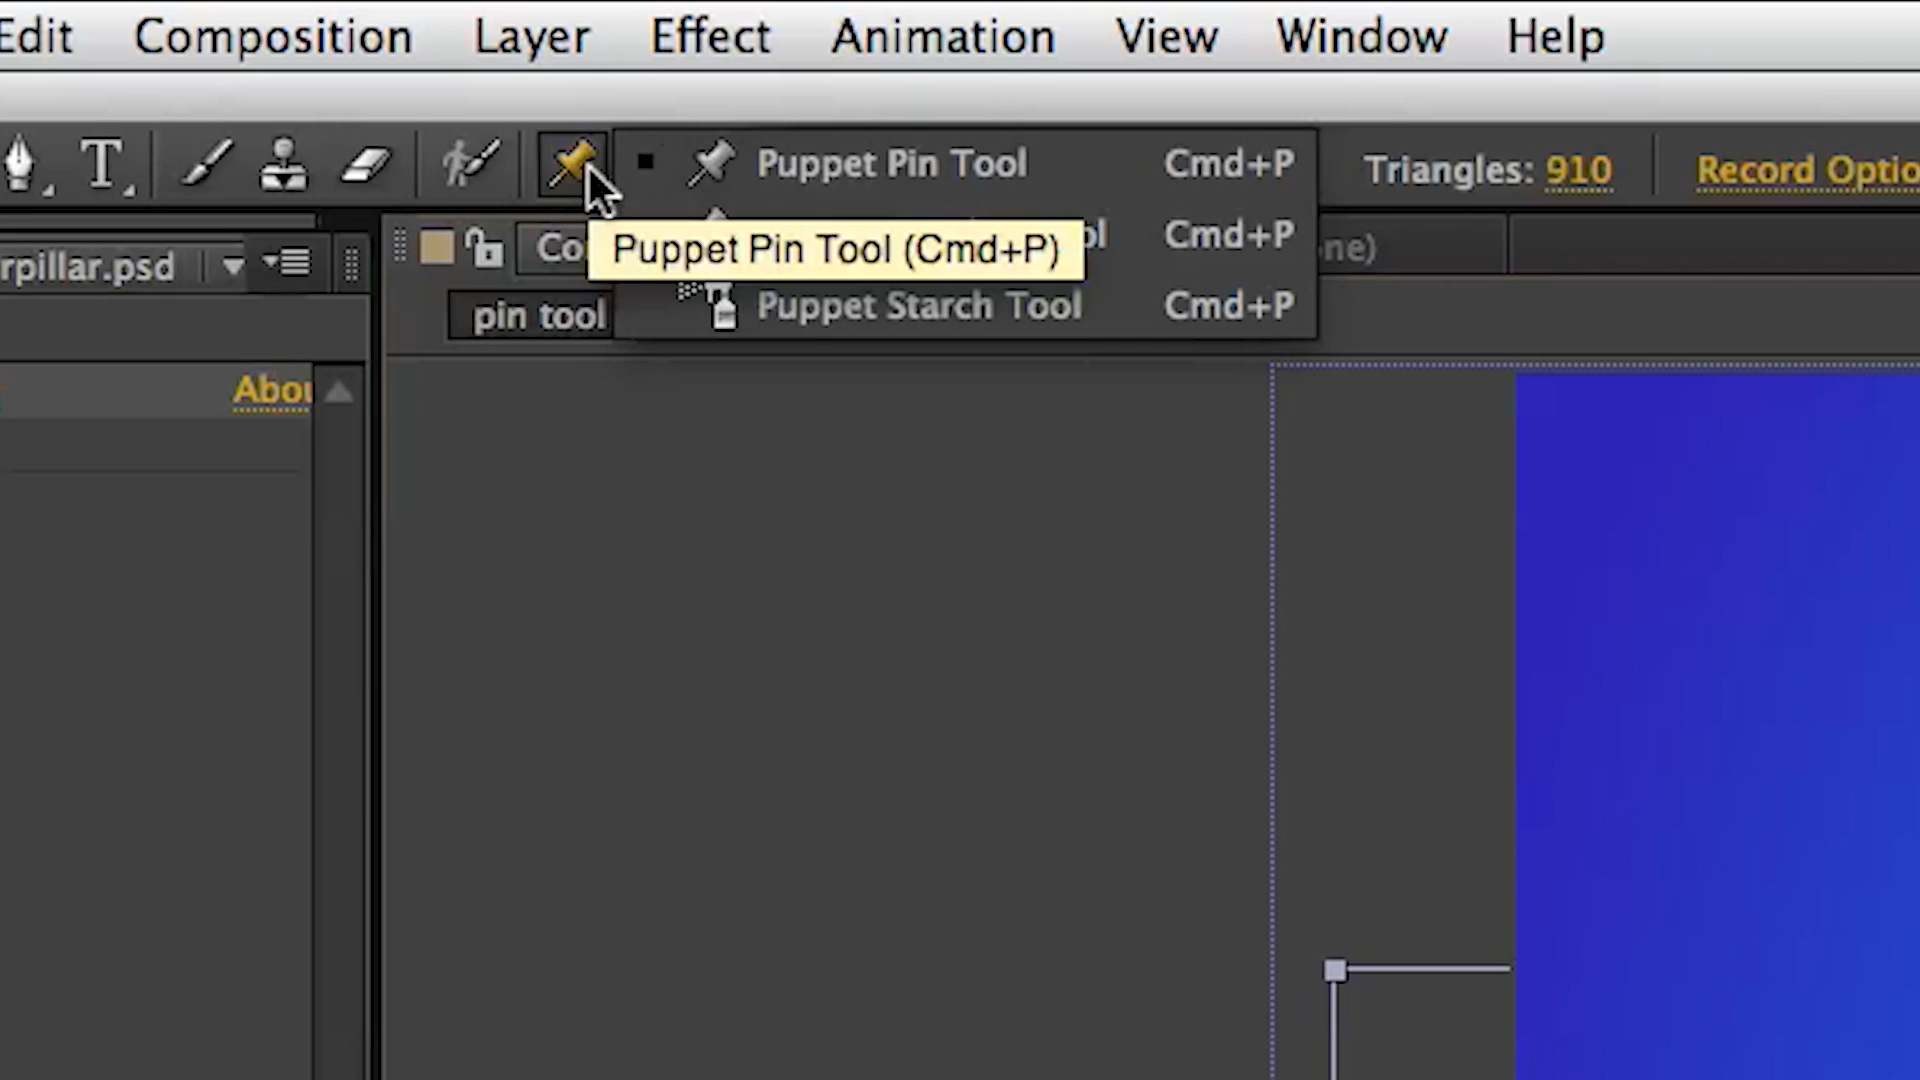 Edit Composition Layer Effect Animation View Window Help
T Puppet Pin Tool Cmd+P Triangles: 910 Record Optio
Cmd+P
Puppet Pin Tool (Cmd+P)
rpillar.psd
pin tool Puppet Starch Tool Cmd+P